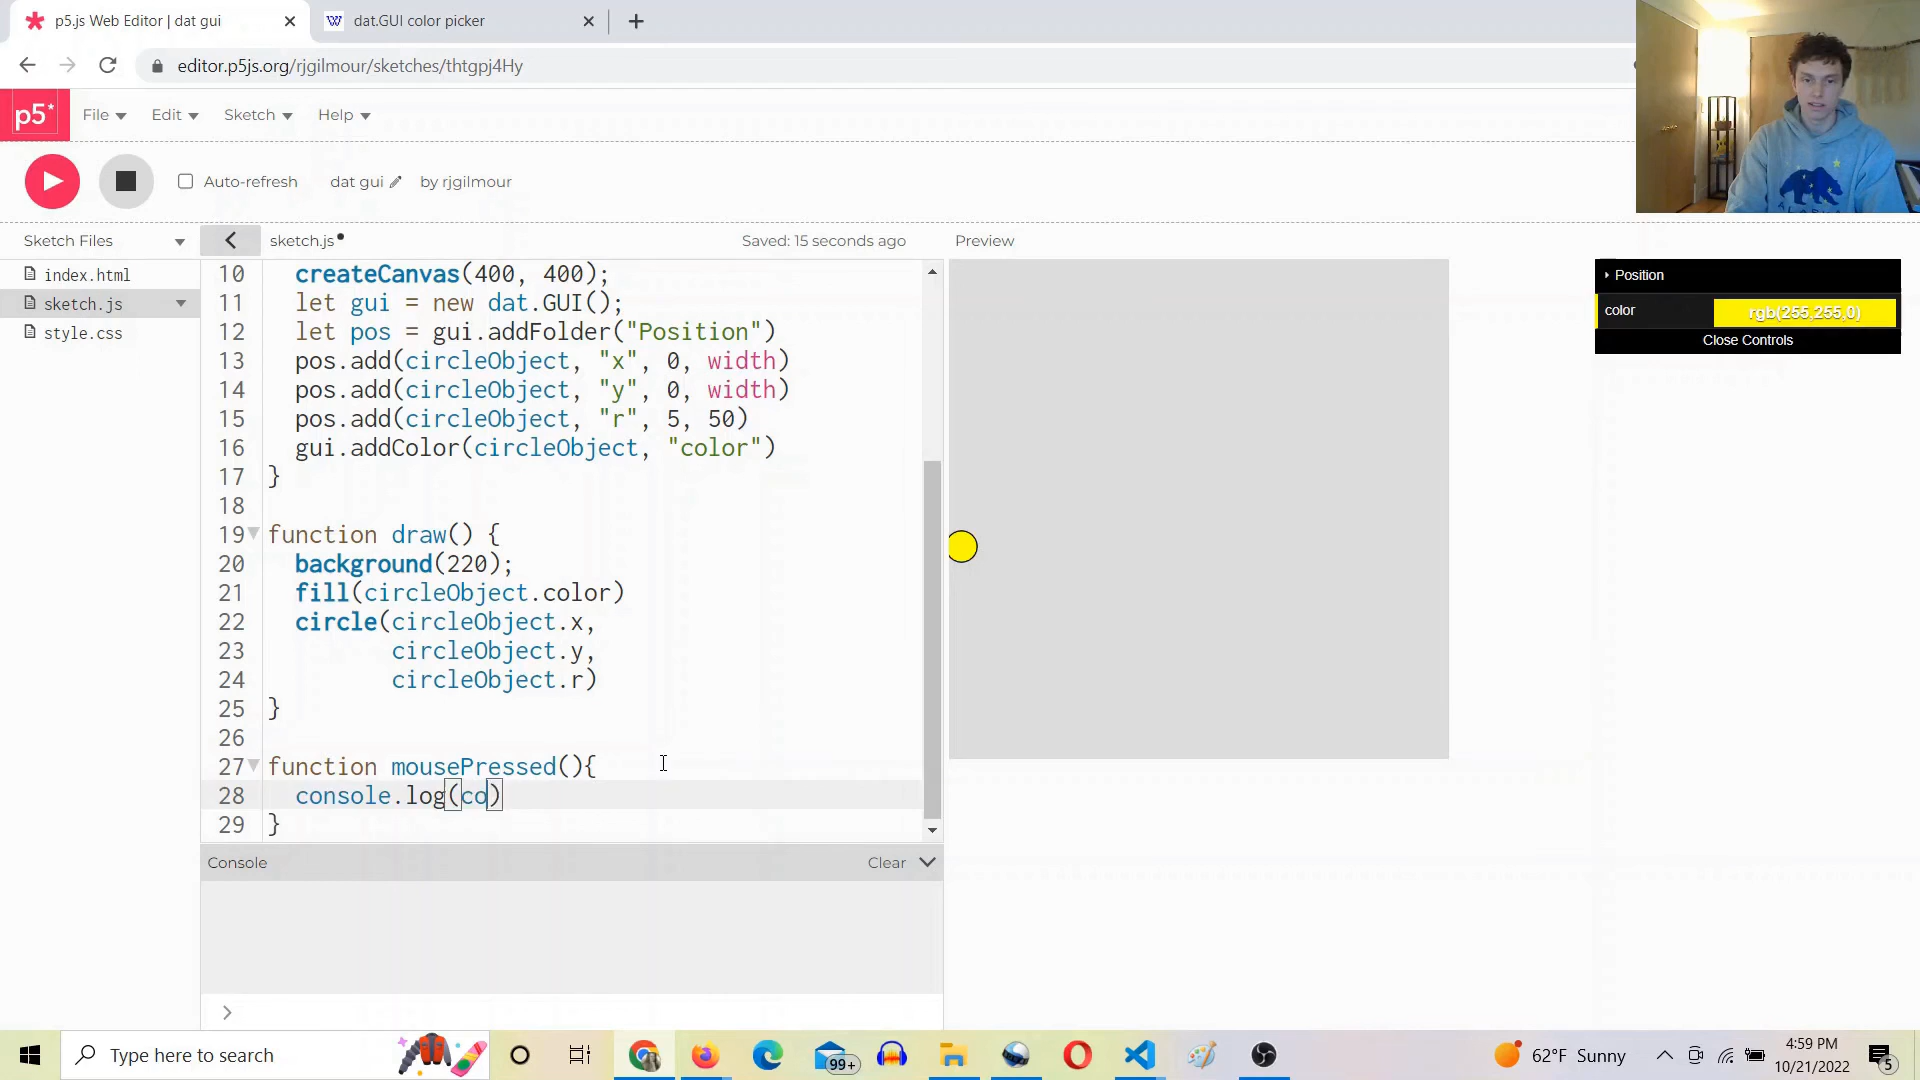 p5.js Web Editor | dat gui
dat.GUI color picker
editor.p5js.org/rjgilmour/sketches/thtgpj4Hy
p5*
File
Edit
Sketch
Help
Auto-refresh
dat gui
by rjgilmour
Sketch Files
sketch.js
Saved: 15 seconds ago
Preview
index.html
sketch.js
style.css
10 createCanvas(400, 400);
11 let gui = new dat.GUI();
12 let pos = gui.addFolder("Position")
13 pos.add(circleObject, "x", 0, width)
14 pos.add(circleObject, "y", 0, width)
15 pos.add(circleObject, "r", 5, 50)
16 gui.addColor(circleObject, "color")
17 }
18
19 function draw() {
20 background(220);
21 fill(circleObject.color)
22 circle(circleObject.x,
23 circleObject.y,
24 circleObject.r)
25 }
26
27 function mousePressed(){
28 console.log(co)
29 }
Position
color
rgb(255,255,0)
Close Controls
Console
Clear
Type here to search
99+
62°F Sunny
4:59 PM
10/21/2022
5